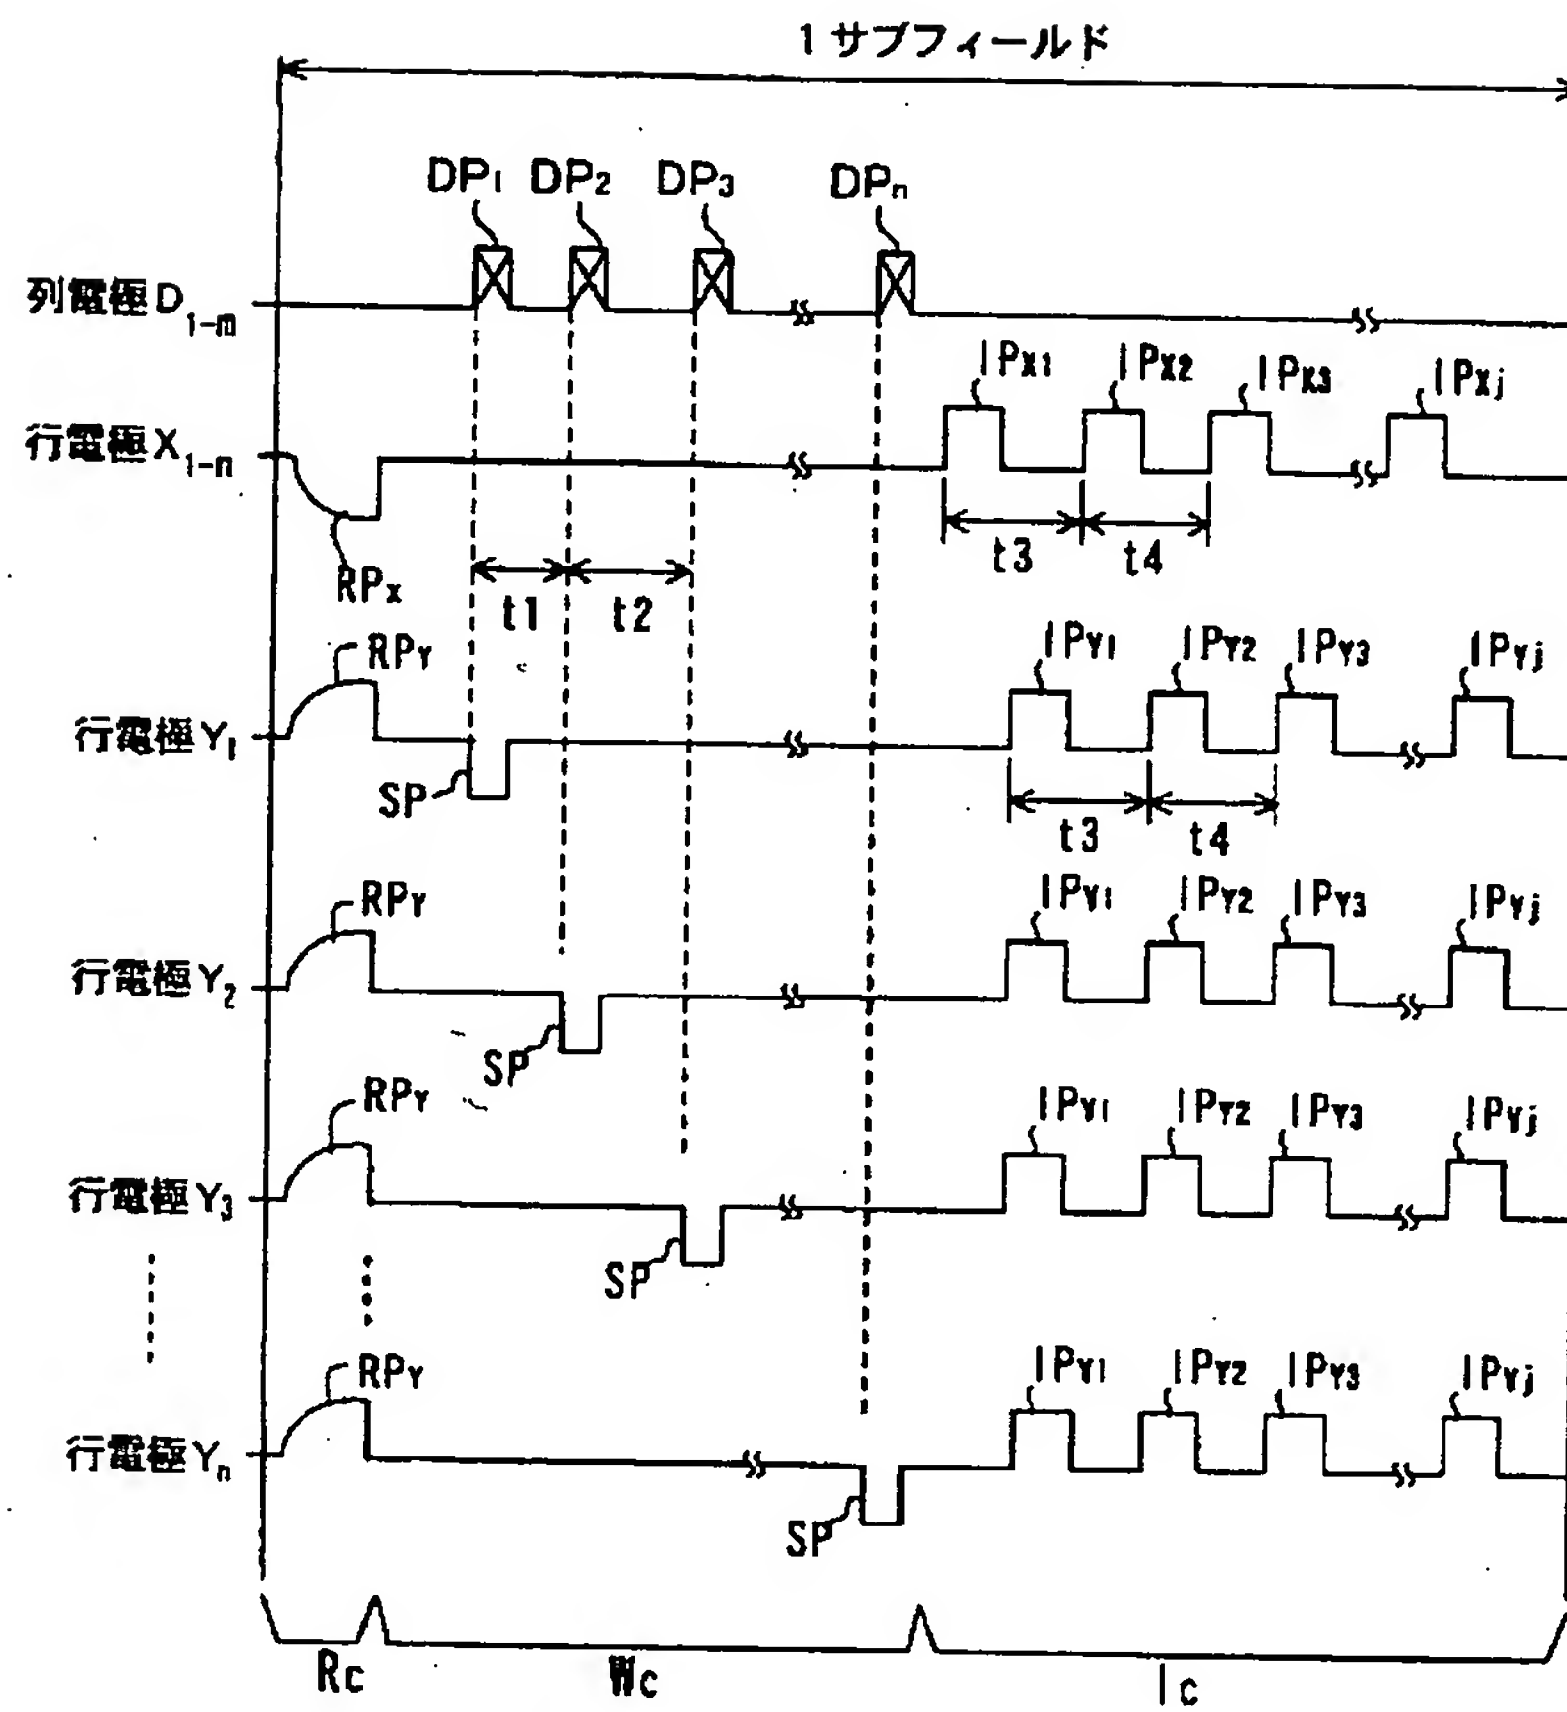 1サブフィールド
DP1 DP2 DP3 DPn
列電極D1-m
IPX1 IPX2 IPX3 IPXj
行電極X1-n
t3 t4
RPX
t1 t2
IPY1 IPY2 IPY3 IPYj
RPY
行電極Y1
SP
t3 t4
IPY1 IPY2 IPY3 IPYj
RPY
行電極Y2
SP
IPY1 IPY2 IPY3 IPYj
RPY
行電極Y3
SP
IPY1 IPY2 IPY3 IPYj
RPY
行電極Yn
SP
Rc Wc Ic